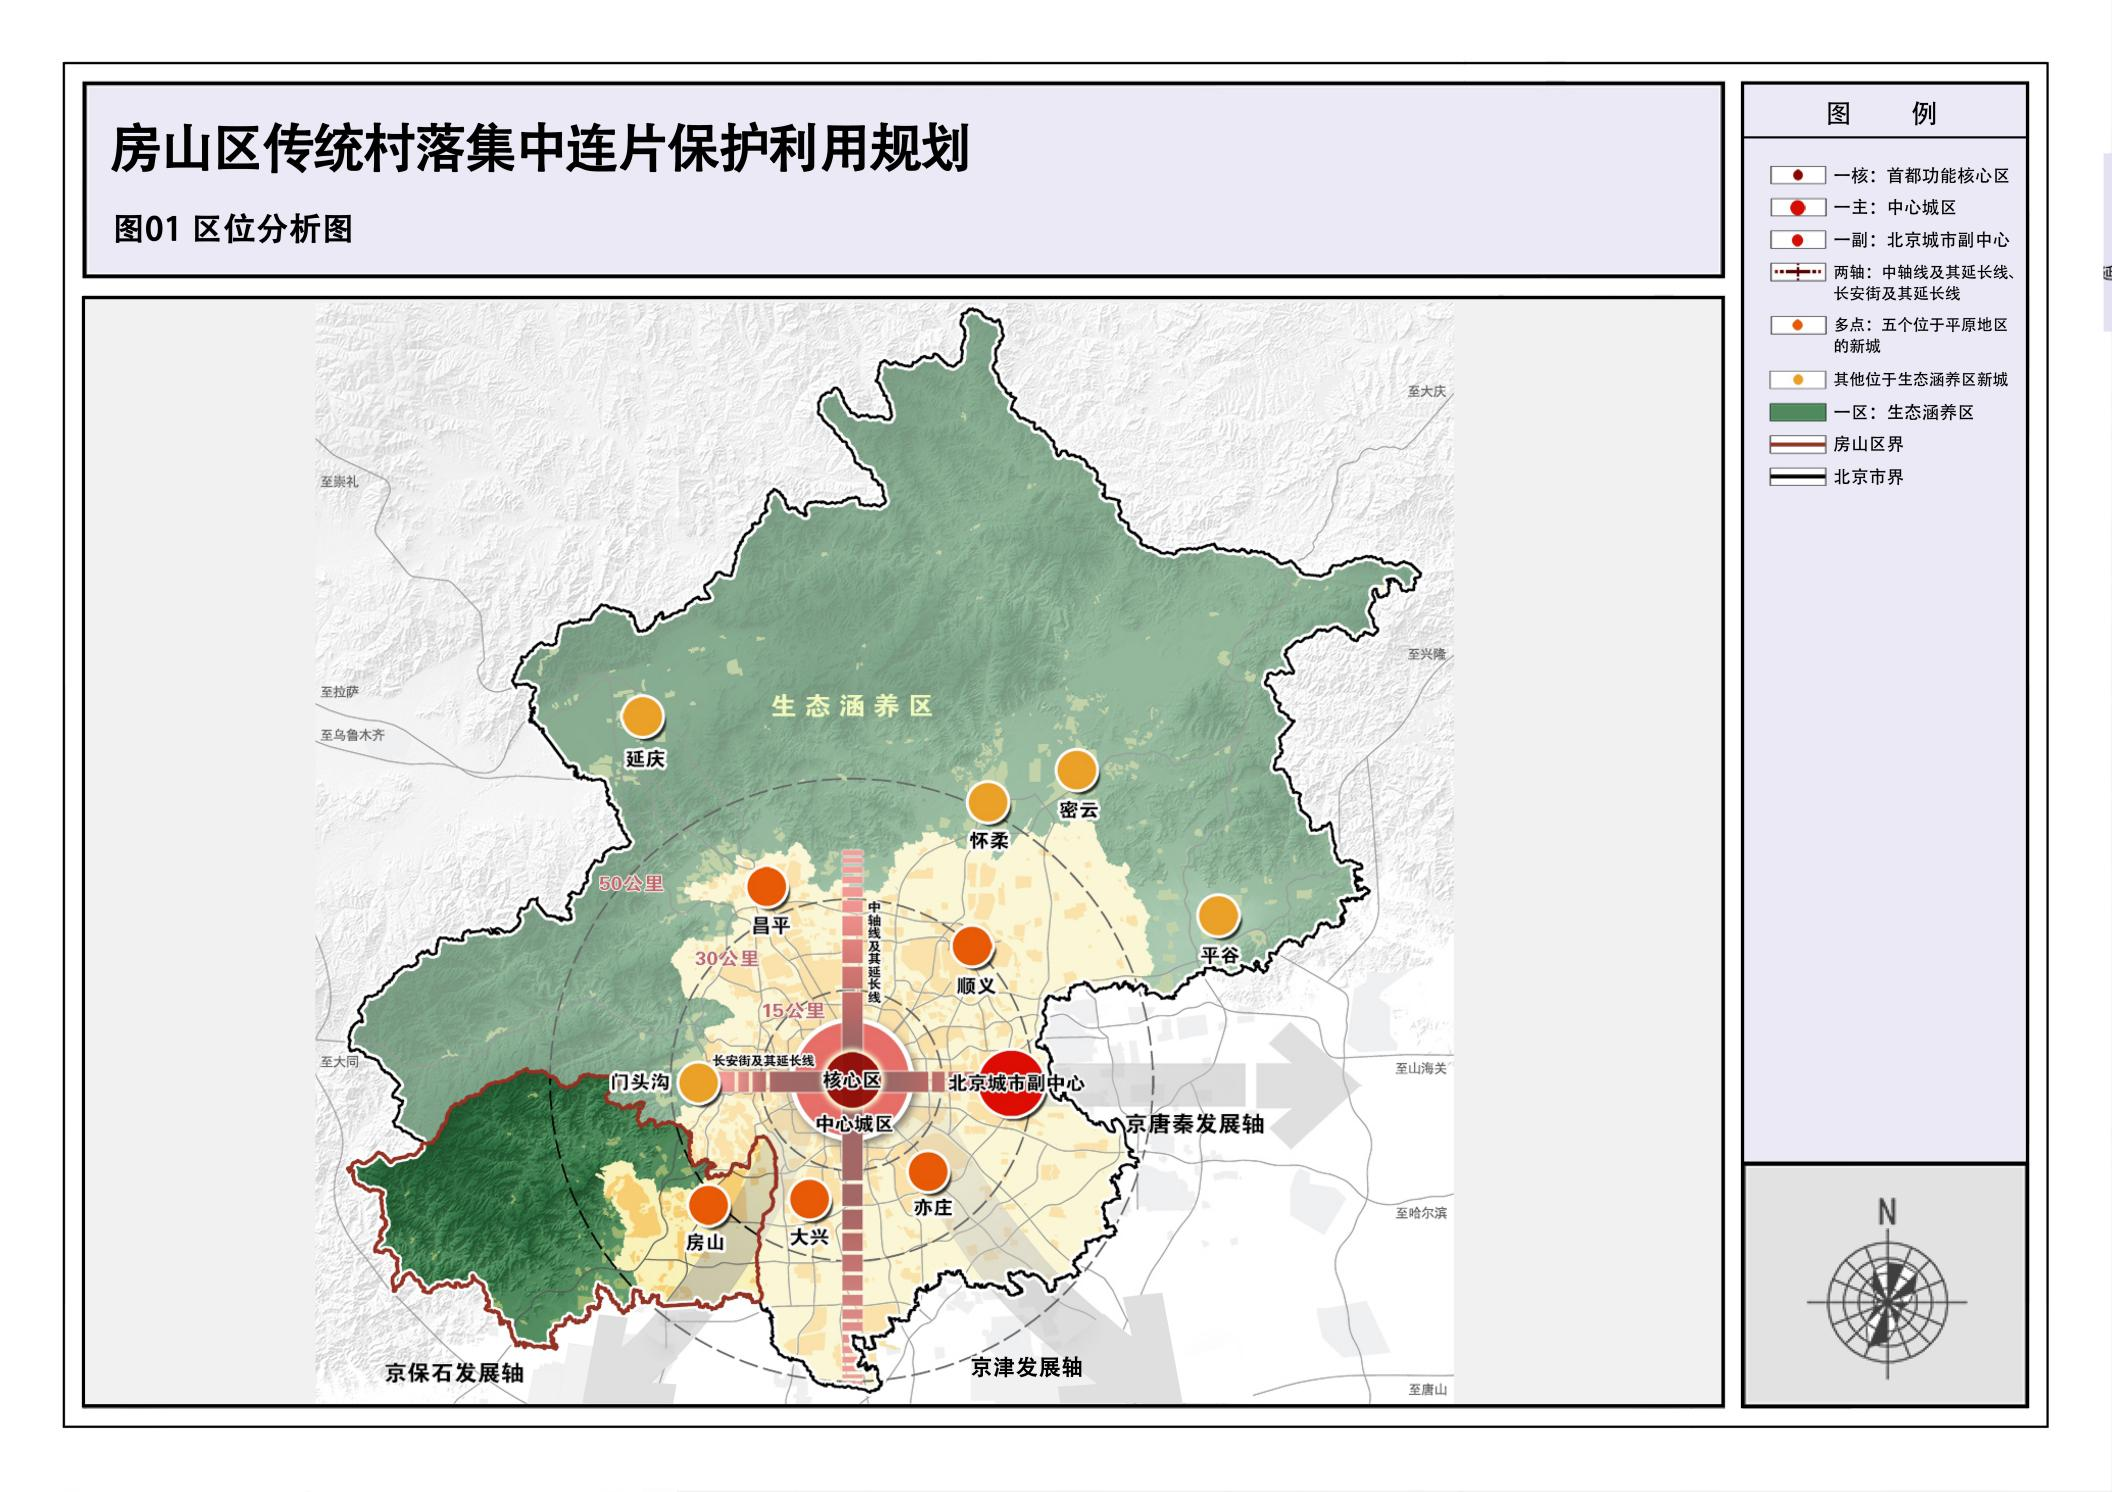 房山区传统村落集中连片保护利用规划
图01 区位分析图
图 例
一核：首都功能核心区
一主：中心城区
一副：北京城市副中心
两轴：中轴线及其延长线、
长安街及其延长线
多点：五个位于平原地区
的新城
其他位于生态涵养区新城
一区：生态涵养区
房山区界
北京市界
至大庆
至崇礼
至兴隆
至拉萨
至乌鲁木齐
生态涵养区
延庆
密云
怀柔
50公里
昌平
中轴线及其延长线
平谷
30公里
顺义
15公里
至大同
长安街及其延长线
门头沟
核心区
北京城市副中心
至山海关
中心城区
京唐秦发展轴
亦庄
至哈尔滨
大兴
房山
京保石发展轴
京津发展轴
至唐山
N